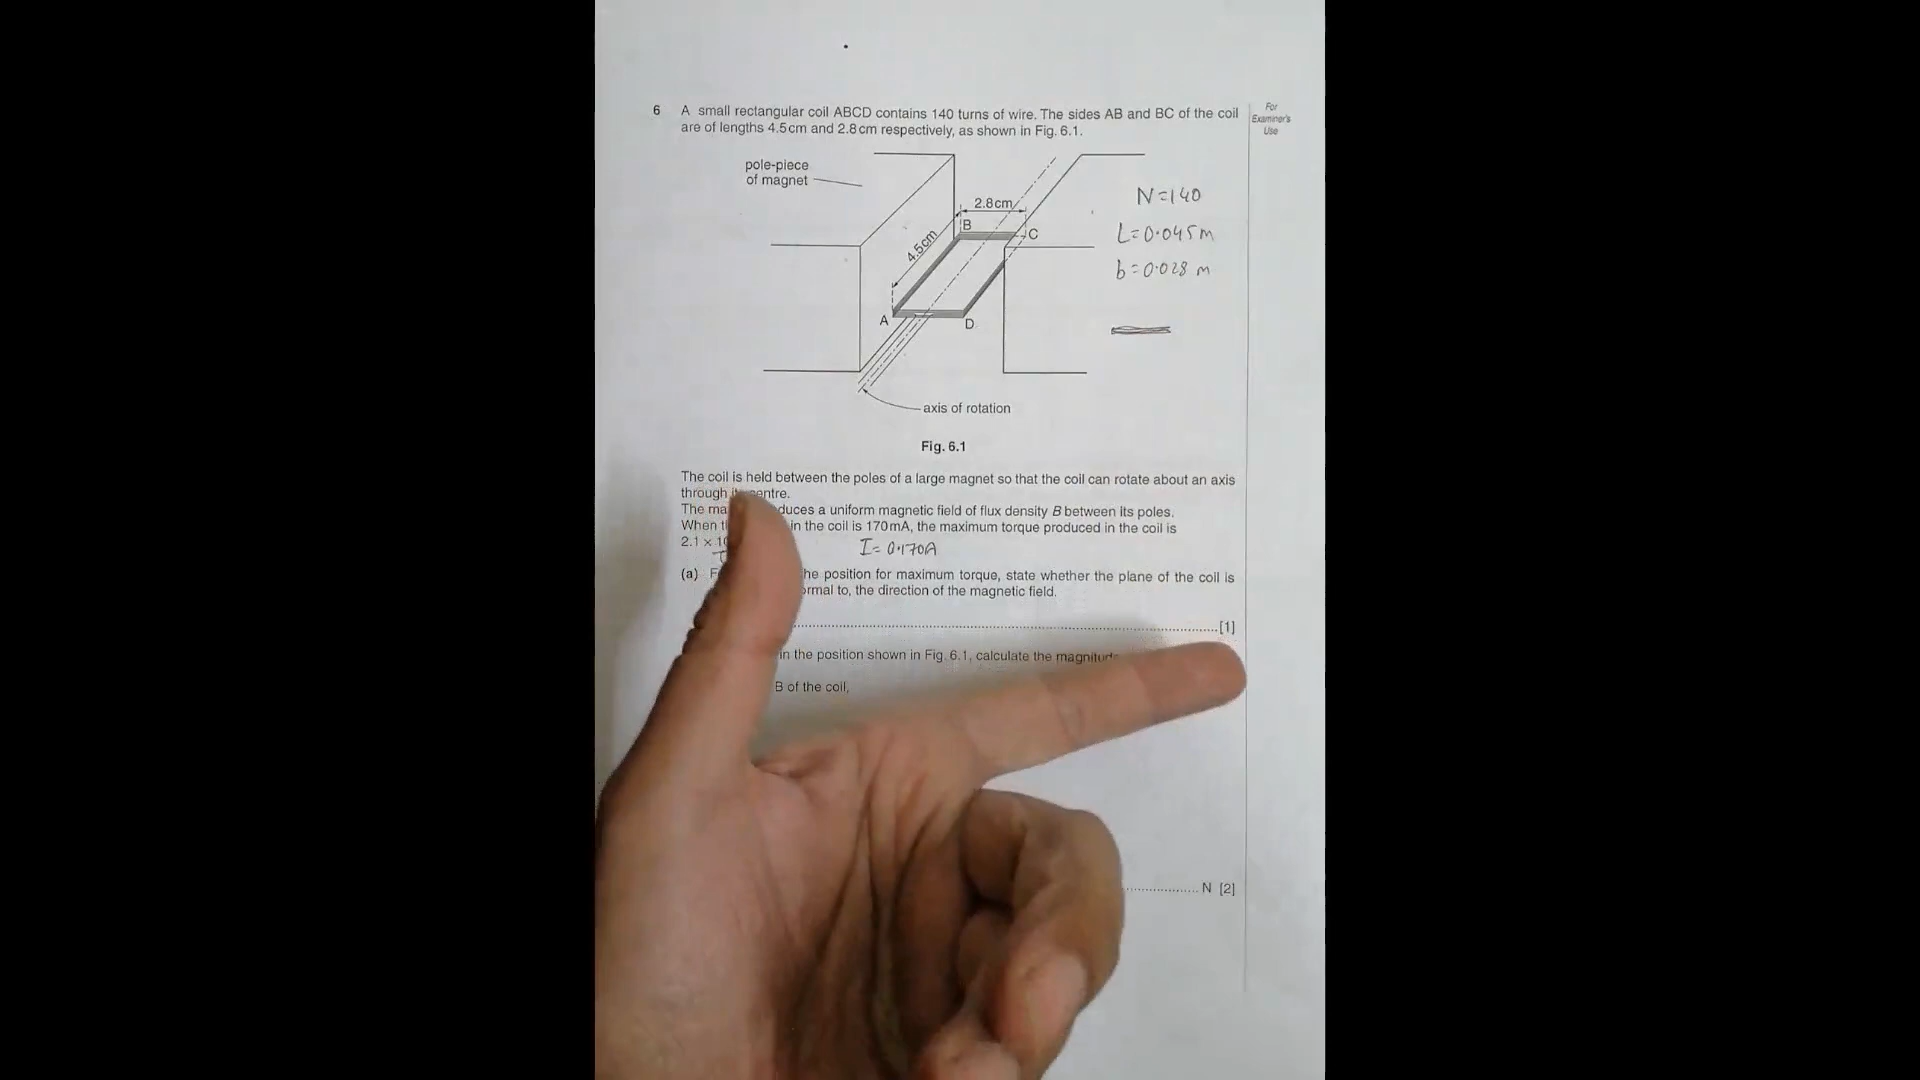 6 A small rectangular coil ABCD contains 140 turns of wire. The sides AB and BC of the coil
are of lengths 4.5cm and 2.8cm respectively, as shown in Fig. 6.1.
For
Examiner's
Use
pole-piece
of magnet
2.8cm
4.5cm
B
C
A
D
N=140
L=0.045m
b=0.028 m
axis of rotation
Fig. 6.1
The coil is held between the poles of a large magnet so that the coil can rotate about an axis
through centre.
The duces a uniform magnetic field of flux density B between its poles.
When in the coil is 170mA, the maximum torque produced in the coil is
2.1 × 10
I= 0.170A
(a) he position for maximum torque, state whether the plane of the coil is
rmal to, the direction of the magnetic field.
[1]
in the position shown in Fig. 6.1, calculate the
B of the coil,
N [2]